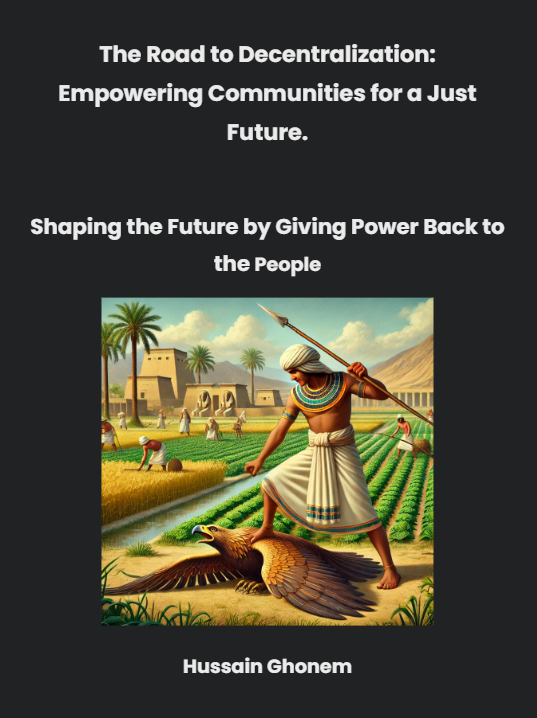 The Road to Decentralization:
Empowering Communities for a Just
Future.
Shaping the Future by Giving Power Back to
the People
Hussain Ghonem